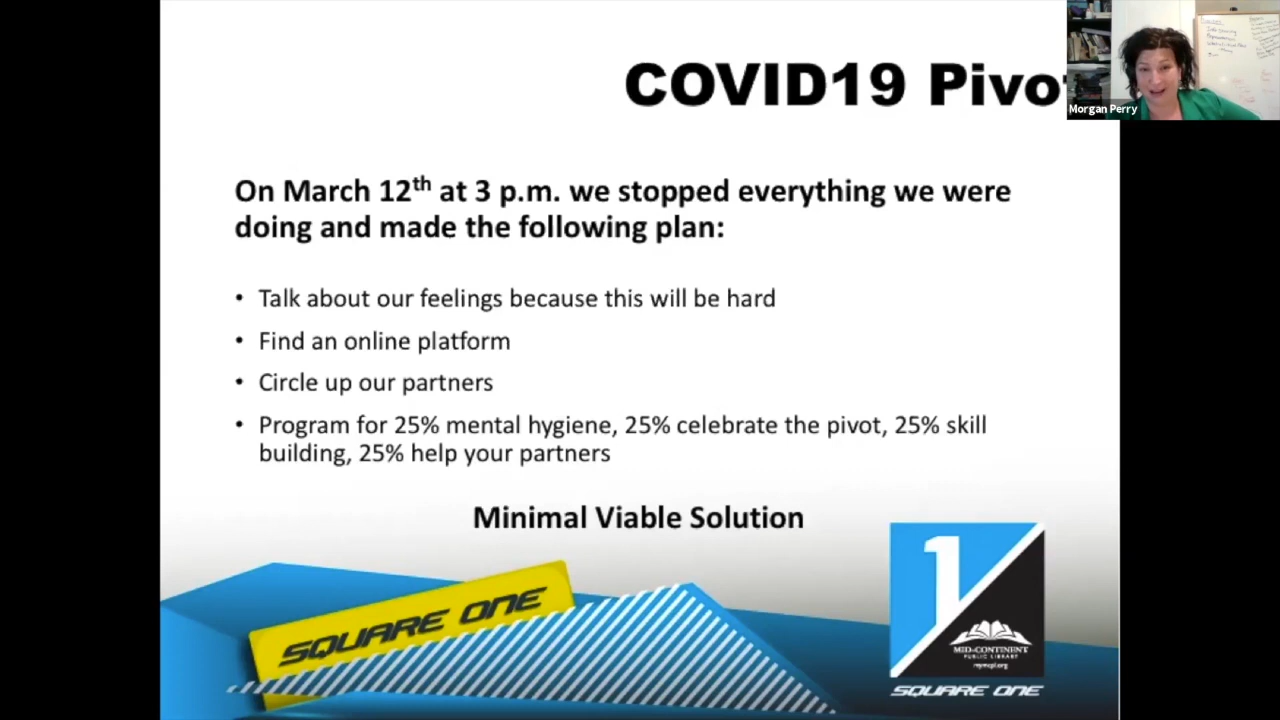 COVID19 Pivo
Morgan Perry
On March 12th at 3 p.m. we stopped everything we were
doing and made the following plan:
• Talk about our feelings because this will be hard
• Find an online platform
• Circle up our partners
• Program for 25% mental hygiene, 25% celebrate the pivot, 25% skill
building, 25% help your partners
Minimal Viable Solution
SQUARE ONE
1
MID-CONTINENT
PUBLIC LIBRARY
mymcpl.org
SQUARE ONE